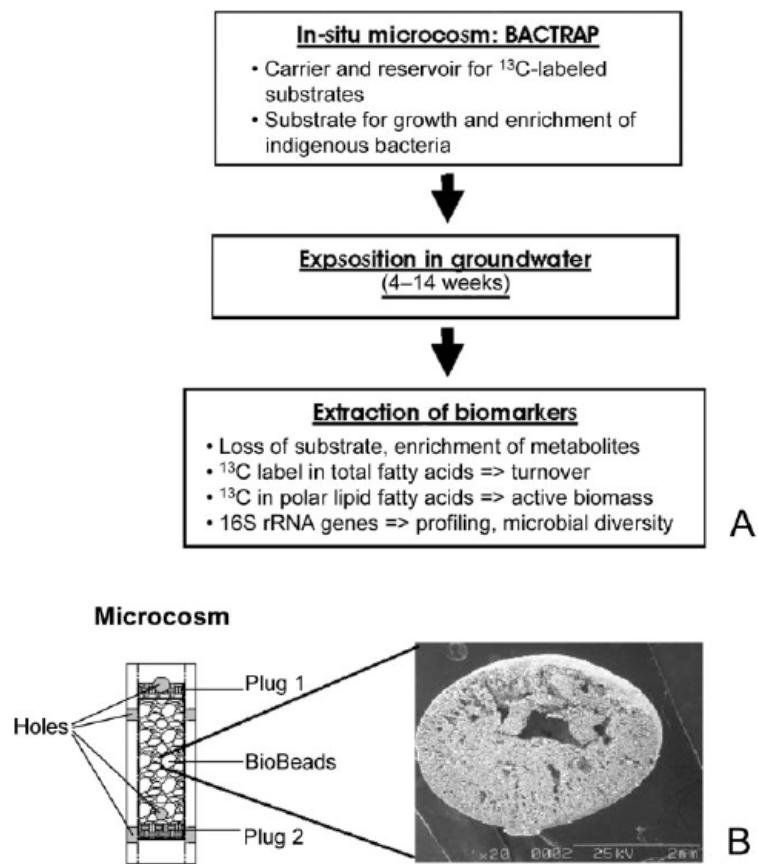 In-situ microcosm: BACTRAP
• Carrier and reservoir for ¹³C-labeled
substrates
• Substrate for growth and enrichment of
indigenous bacteria
Expsosition in groundwater
(4–14 weeks)
Extraction of biomarkers
• Loss of substrate, enrichment of metabolites
• ¹³C label in total fatty acids => turnover
• ¹³C in polar lipid fatty acids => active biomass
• 16S rRNA genes => profiling, microbial diversity
A
Microcosm
Plug 1
Holes
BioBeads
Plug 2
×20 0002 25 kV 2mm
B